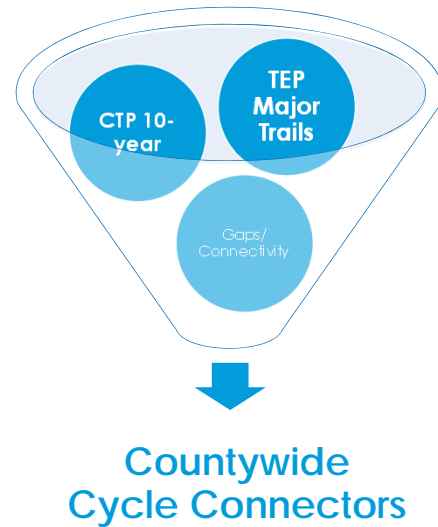 TEP
Major
Trails
CTP 10-
year
Gaps/
Connectivity
Countywide
Cycle Connectors